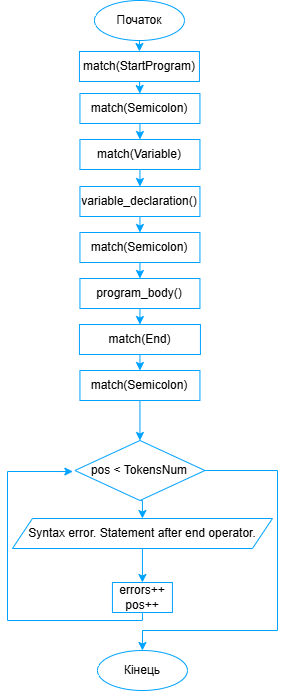 Початок
match(StartProgram)
match(Semicolon)
match(Variable)
variable_declaration()
match(Semicolon)
program_body()
match(End)
match(Semicolon)
pos < TokensNum
Syntax error. Statement after end operator.
errors++
pos++
Кінець